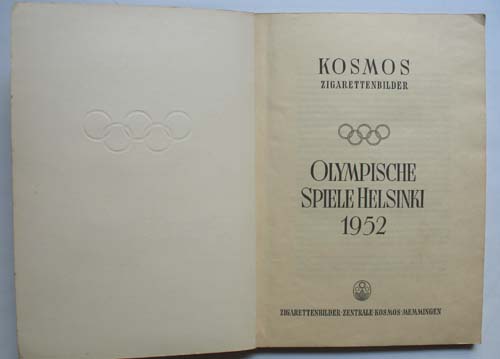 KOSMOS
ZIGARETTENBILDER
OLYMPISCHE
SPIELE HELSINKI
1952
ZIGARETTENBILDER-ZENTRALE KOSMOS·MEMMINGEN